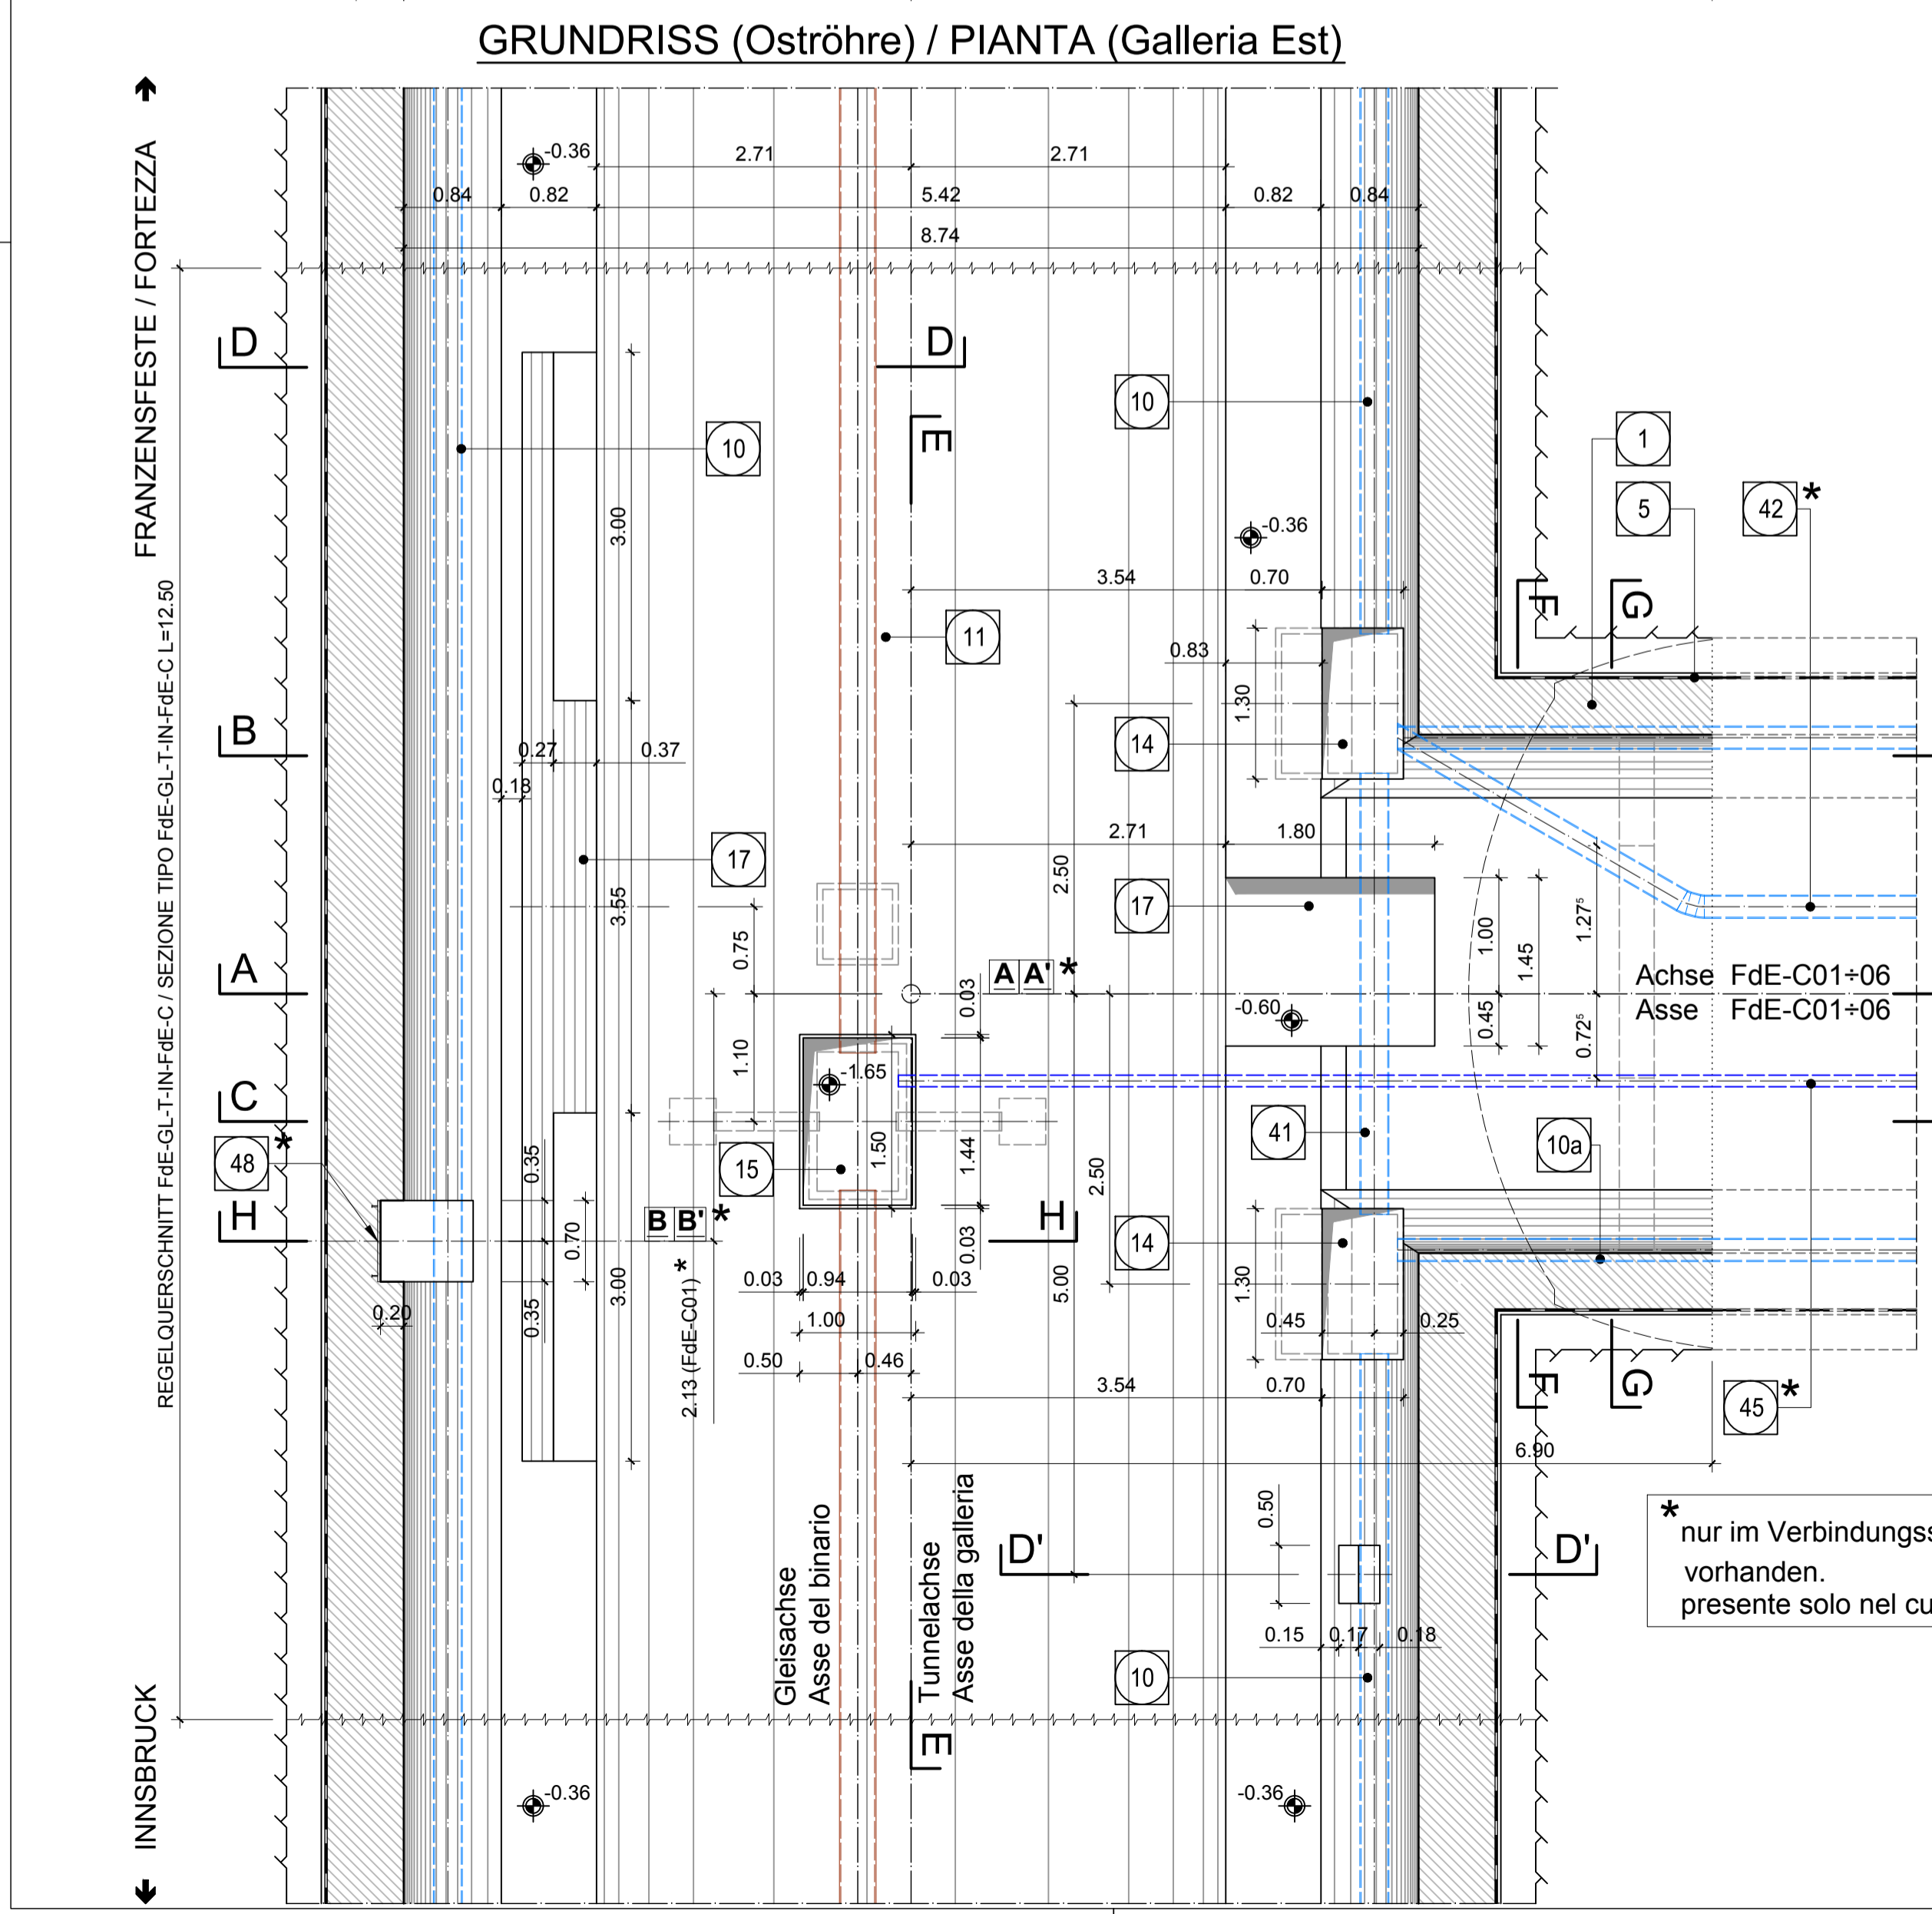 GRUNDRISS (Oströhre) / PIANTA (Galleria Est)
FRANZENSFESTE / FORTEZZA
REGELQUERSCHNITT FdE-GL-T-IN-FdE-C / SEZIONE TIPO FdE-GL-T-IN-FdE-C L=12.50
INNSBRUCK
-0.36
2.71
2.71
0.84
0.82
5.42
0.82
0.84
8.74
D
D
10
10
E
1
5
42 *
3.00
-0.36
3.54
0.70
F
G
11
0.83
1.30
B
14
0.27
0.37
0.18
2.71
1.80
2.50
17
3.55
17
0.75
1.00
1.45
1.27⁵
A
A A' *
0.03
-0.60
0.45
0.72⁵
Achse FdE-C01÷06
Asse FdE-C01÷06
1.10
-1.65
C
48 *
0.35
15
1.50
1.44
2.50
41
10a
H
0.70
B B' *
H
14
0.03
0.35
3.00
2.13 (FdE-C01) *
0.03
0.94
0.03
5.00
1.30
0.20
1.00
0.45
0.25
0.50
0.46
3.54
0.70
F
G
45 *
6.90
Gleisachse
Asse del binario
Tunnelachse
Asse della galleria
0.50
D'
D'
* nur im Verbindungss
vorhanden.
presente solo nel cu
0.15
0.17
0.18
10
E
-0.36
-0.36